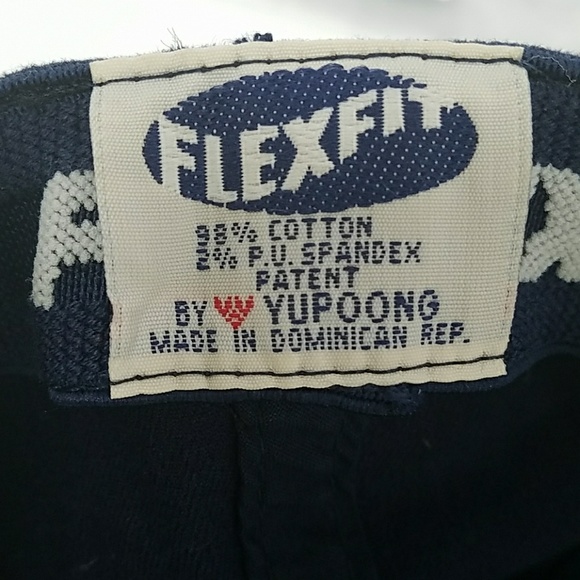 FLEXFIT
98% COTTON
2% P.U. SPANDEX
PATENT
BY YUPOONG
MADE IN DOMINICAN REP.